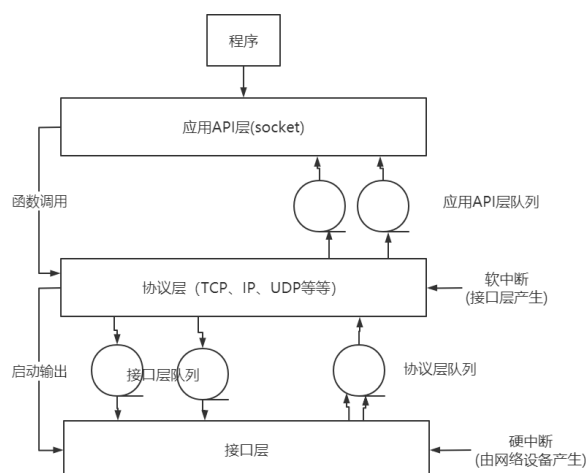 程序
应用API层(socket)
函数调用
应用API层队列
协议层（TCP、IP、UDP等等）
软中断
(接口层产生)
启动输出
接口层队列
协议层队列
接口层
硬中断
(由网络设备产生)